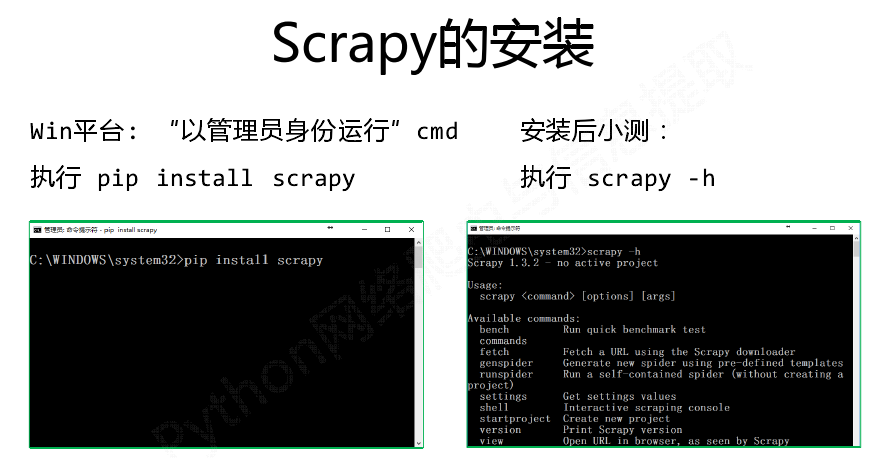 Scrapy的安装
Win平台: “以管理员身份运行”cmd
执行 pip install scrapy
安装后小测:
执行 scrapy -h
管理员: 命令提示符 - pip install scrapy
C:\WINDOWS\system32>pip install scrapy
管理员: 命令提示符
C:\WINDOWS\system32>scrapy -h
Scrapy 1.3.2 - no active project
Usage:
scrapy <command> [options] [args]
Available commands:
bench Run quick benchmark test
commands
fetch Fetch a URL using the Scrapy downloader
genspider Generate new spider using pre-defined templates
runspider Run a self-contained spider (without creating a
project)
settings Get settings values
shell Interactive scraping console
startproject Create new project
version Print Scrapy version
view Open URL in browser, as seen by Scrapy